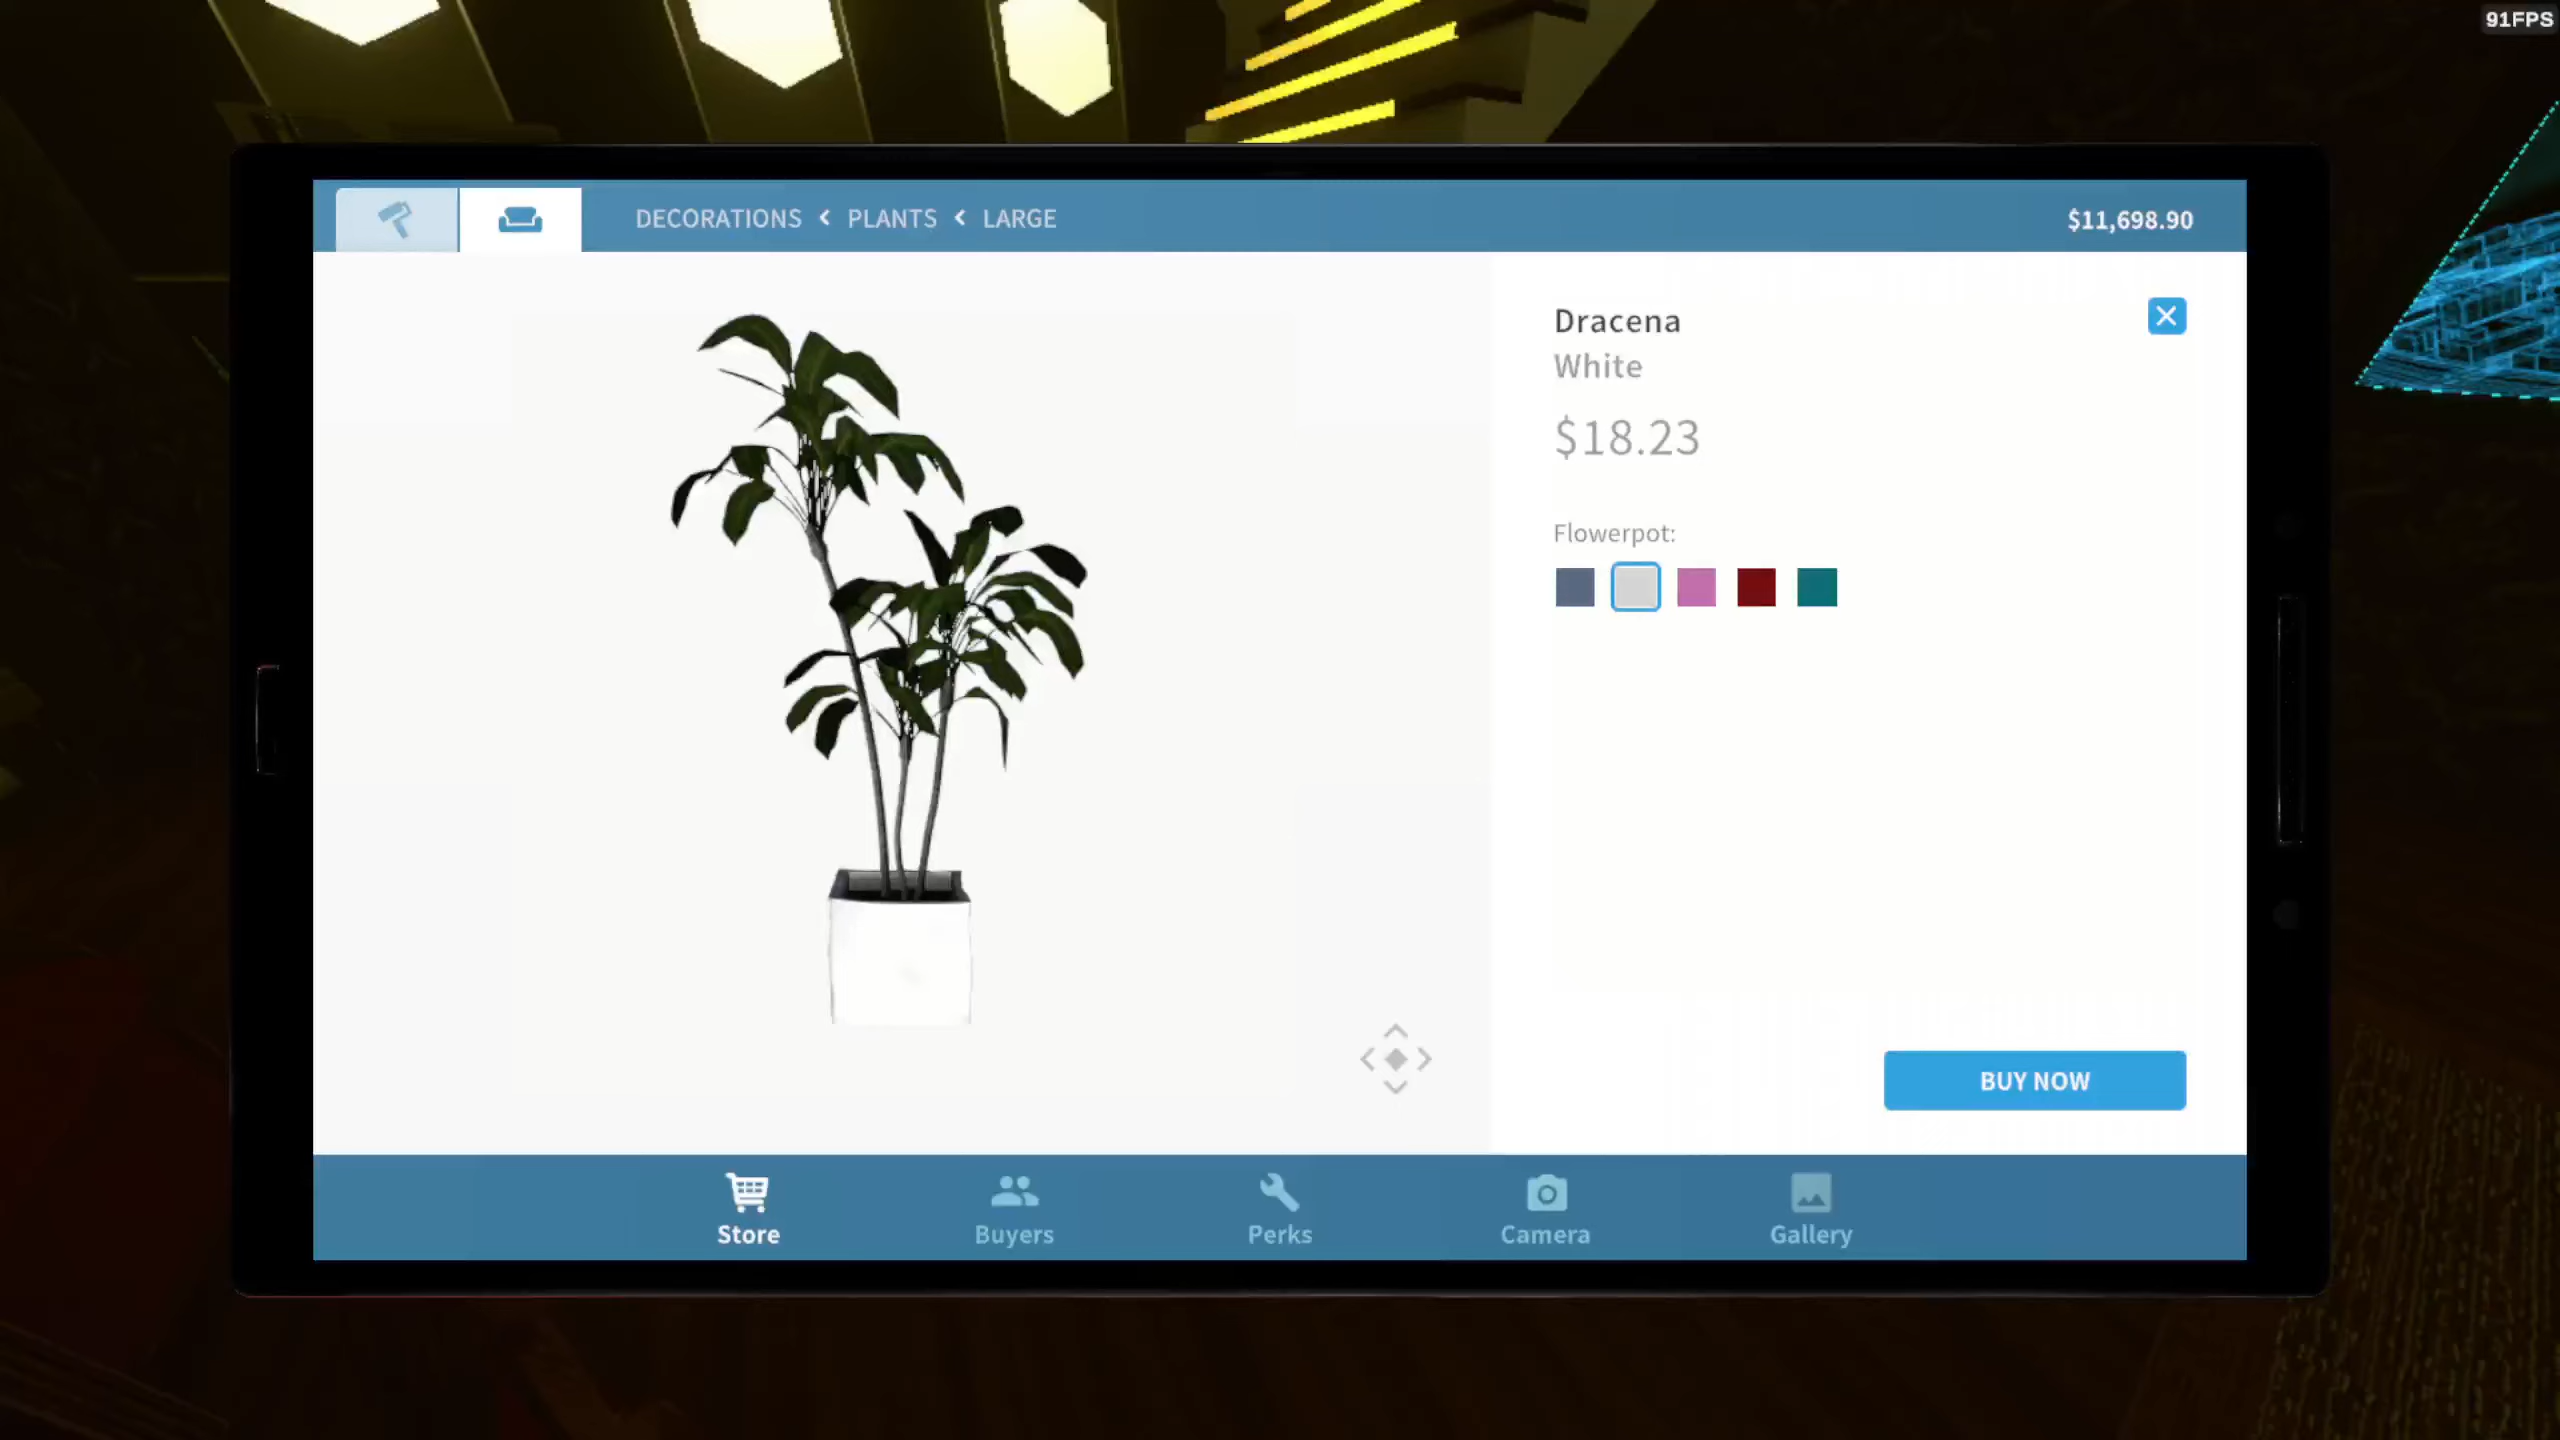 91FPS
DECORATIONS < PLANTS < LARGE
$11,698.90
Dracena
White
$18.23
Flowerpot:
BUY NOW
Store
Buyers
Perks
Camera
Gallery